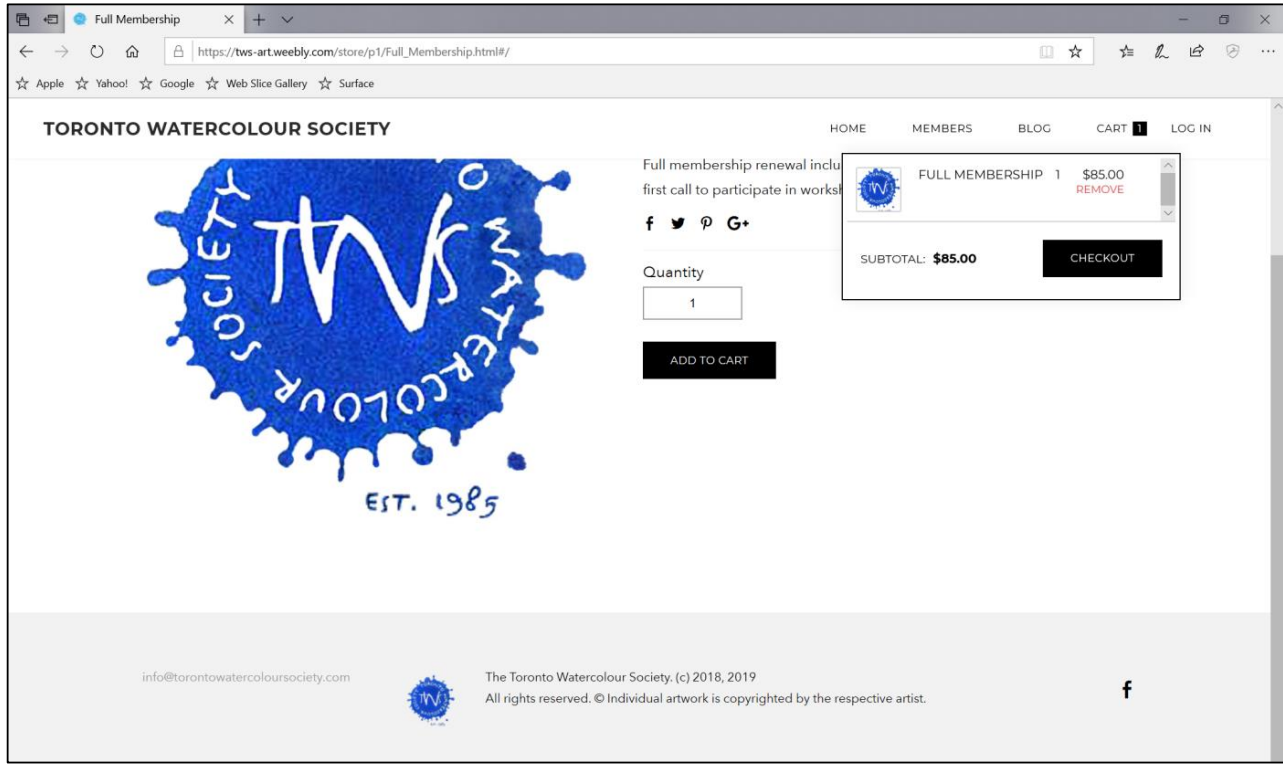 Full Membership
https://tws-art.weebly.com/store/p1/Full_Membership.html#/
Apple Yahoo! Google Web Slice Gallery Surface
TORONTO WATERCOLOUR SOCIETY
HOME MEMBERS BLOG CART 1 LOG IN
Full membership renewal inclu
first call to participate in works
FULL MEMBERSHIP 1 $85.00
REMOVE
SUBTOTAL: $85.00 CHECKOUT
f G+
Quantity
1
ADD TO CART
TWS
O WATERCOLOUR SOCIETY
EST. 1985
info@torontowatercoloursociety.com
TWS
The Toronto Watercolour Society. (c) 2018, 2019
All rights reserved. © Individual artwork is copyrighted by the respective artist.
f